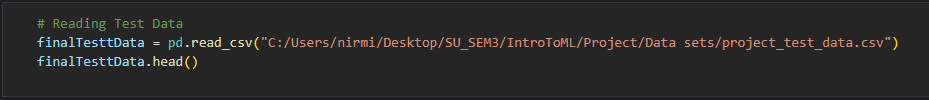 # Reading Test Data
finalTesttData = pd.read_csv("C:/Users/nirmi/Desktop/SU_SEM3/IntroToML/Project/Data sets/project_test_data.csv")
finalTesttData.head()